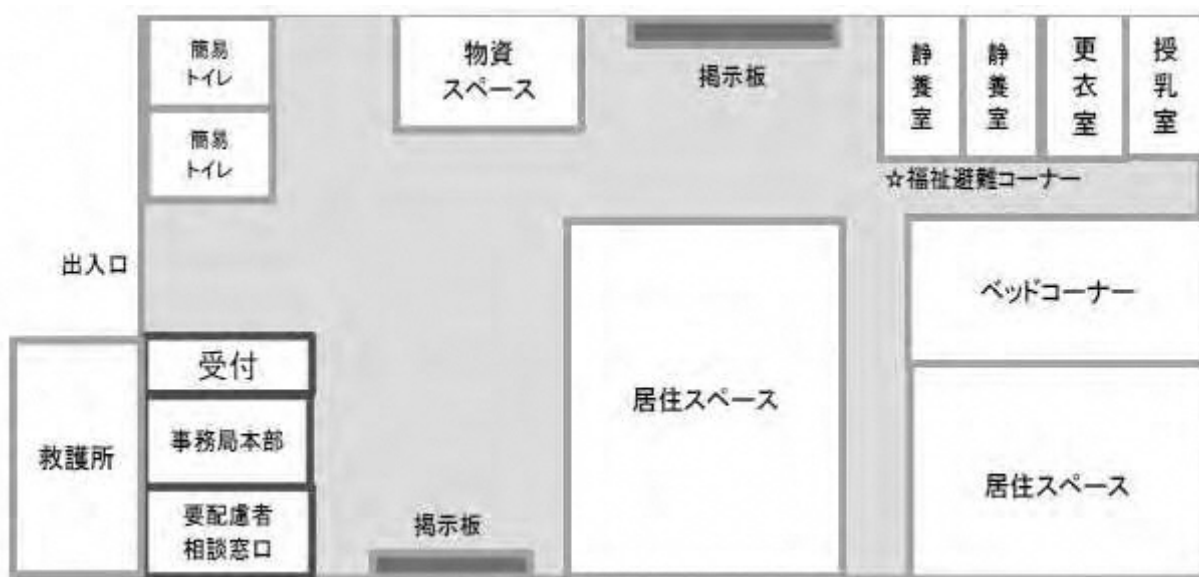 簡易
トイレ
物資
スペース
掲示板
静養室
静養室
更衣室
授乳室
簡易
トイレ
☆福祉避難コーナー
出入口
ベッドコーナー
受付
居住スペース
事務局本部
救護所
居住スペース
要配慮者
相談窓口
掲示板